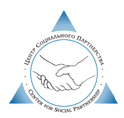 Центр Социального Партнерства
Center for Social Partnership